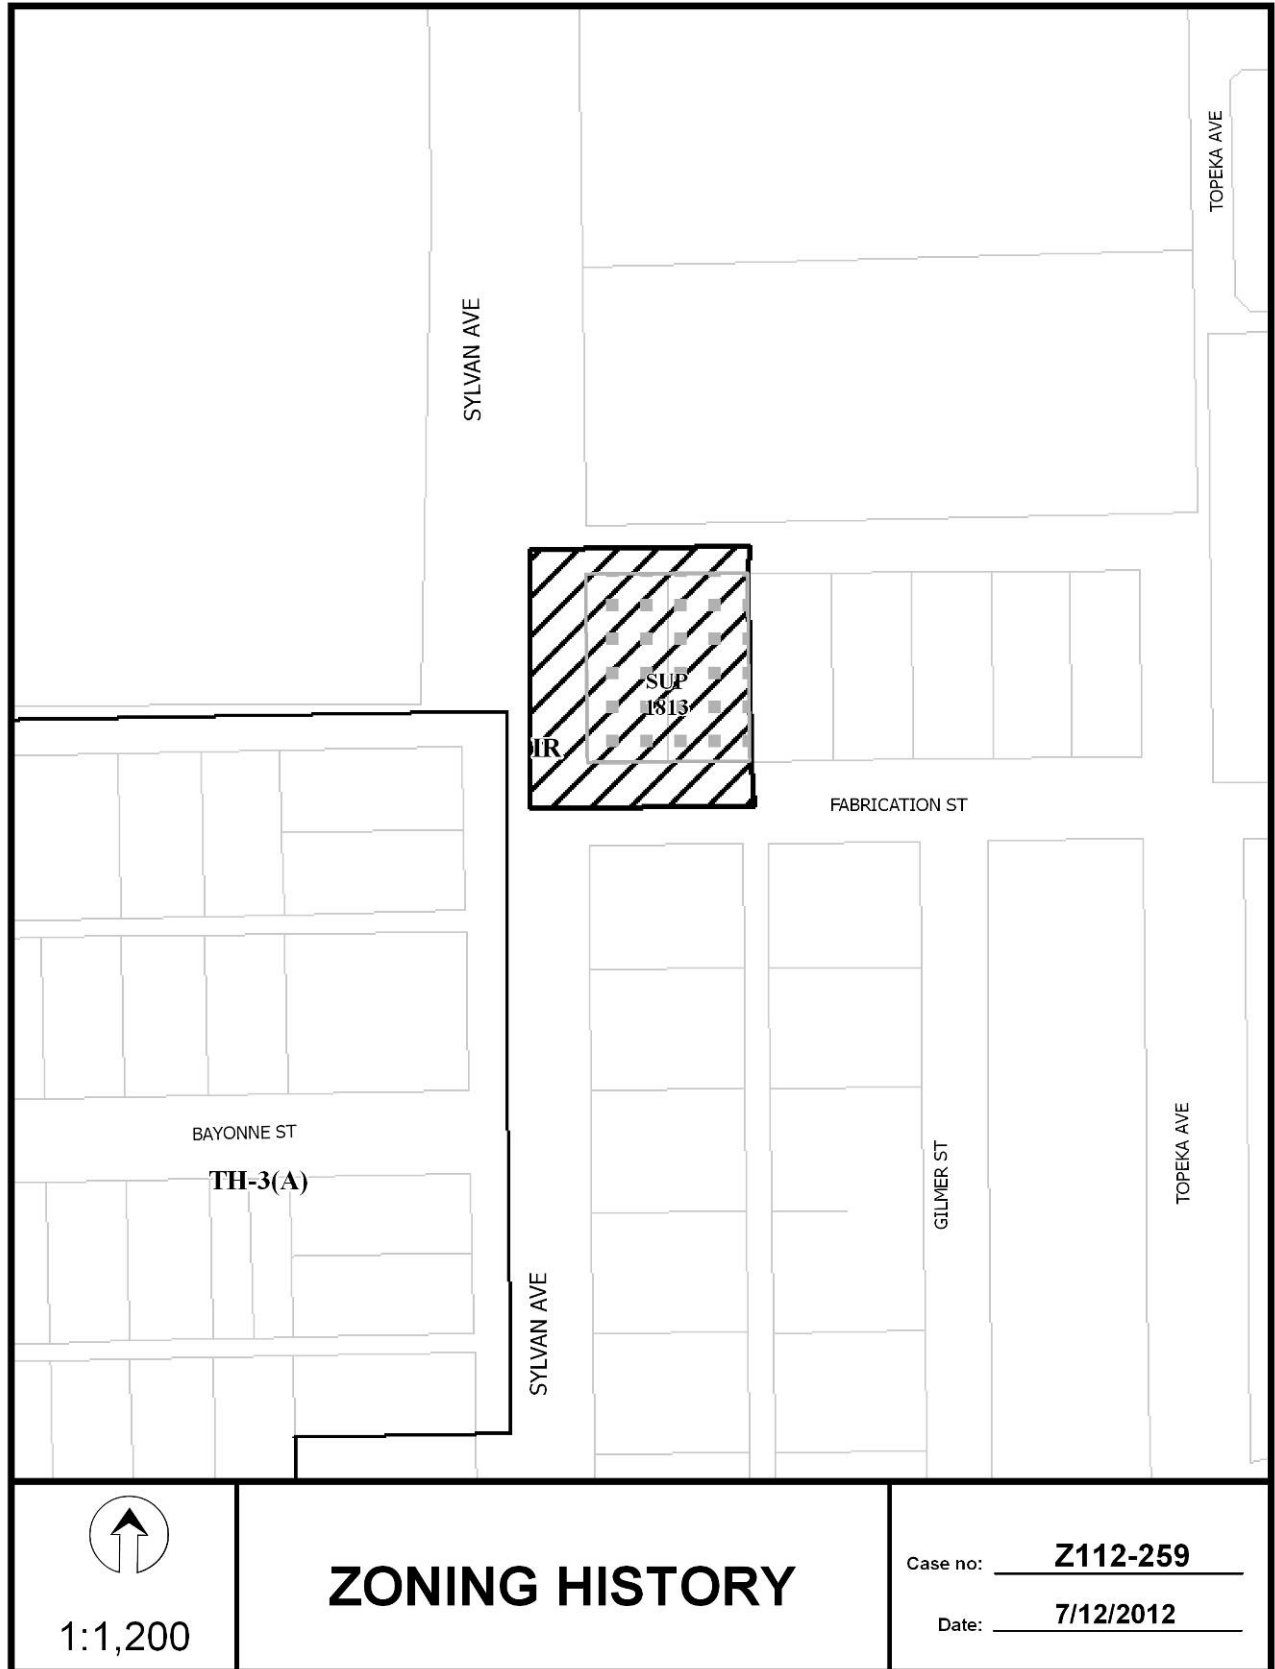 TOPEKA AVE
SYLVAN AVE
SUP
1813
IR
FABRICATION ST
BAYONNE ST
TH-3(A)
GILMER ST
TOPEKA AVE
SYLVAN AVE
1:1,200
ZONING HISTORY
Case no: Z112-259
Date: 7/12/2012